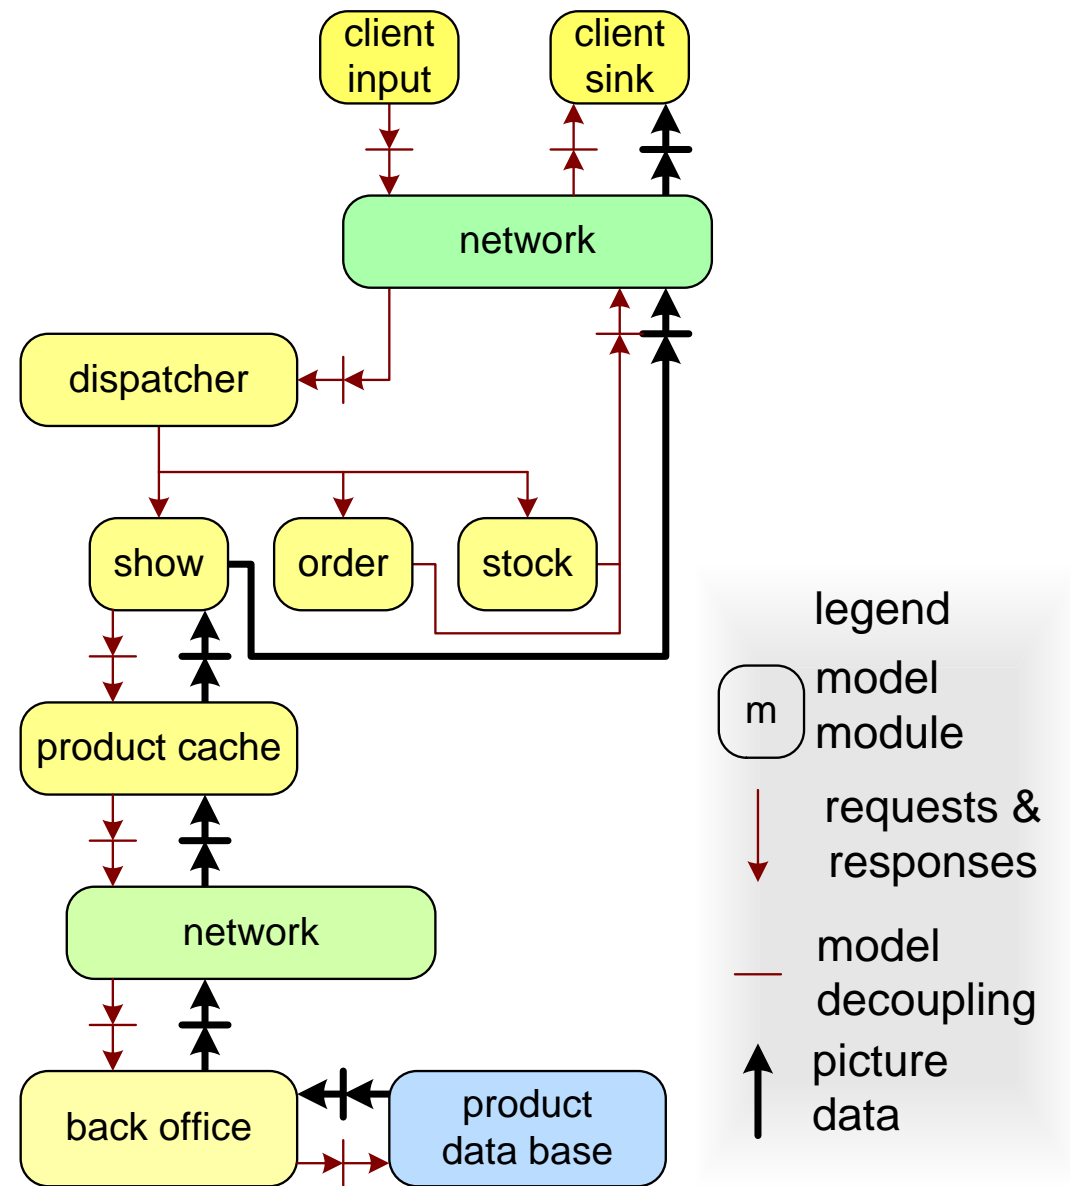 client
input
client
sink
network
dispatcher
show
order
stock
product cache
network
back office
product
data base
legend
m
model
module
requests &
responses
model
decoupling
picture
data